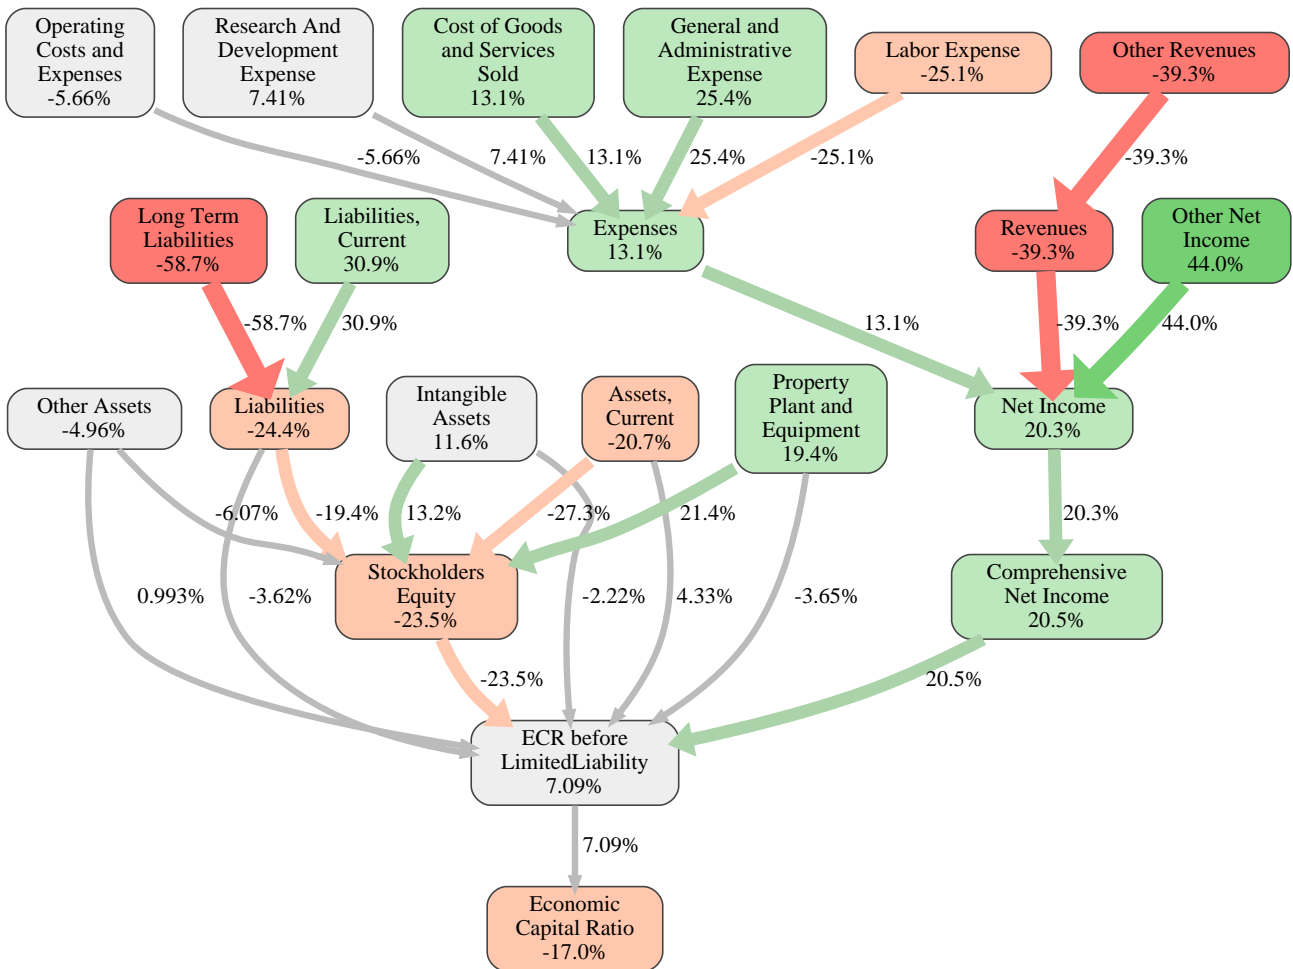 Operating
Costs and
Expenses
-5.66%
Research And
Development
Expense
7.41%
Cost of Goods
and Services
Sold
13.1%
General and
Administrative
Expense
25.4%
Labor Expense
-25.1%
Other Revenues
-39.3%
-5.66%
7.41%
13.1%
25.4%
-25.1%
-39.3%
Long Term
Liabilities
-58.7%
Liabilities,
Current
30.9%
Expenses
13.1%
Revenues
-39.3%
Other Net
Income
44.0%
-58.7%
30.9%
13.1%
-39.3%
44.0%
Other Assets
-4.96%
Liabilities
-24.4%
Intangible
Assets
11.6%
Assets,
Current
-20.7%
Property
Plant and
Equipment
19.4%
Net Income
20.3%
-6.07%
-19.4%
13.2%
-27.3%
21.4%
20.3%
0.993%
-3.62%
Stockholders
Equity
-23.5%
-2.22%
4.33%
-3.65%
Comprehensive
Net Income
20.5%
-23.5%
20.5%
ECR before
LimitedLiability
7.09%
7.09%
Economic
Capital Ratio
-17.0%